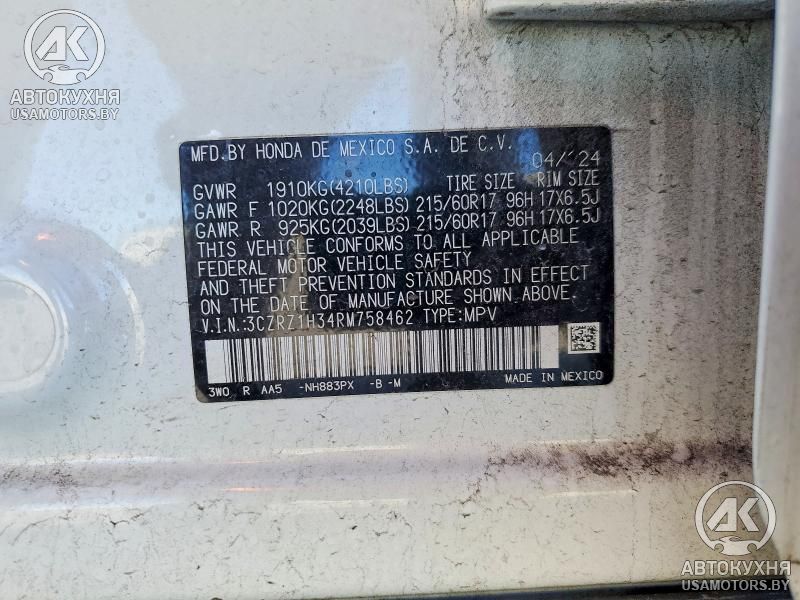 AK
АВТОКУХНЯ
USAMOTORS.BY
MFD.BY HONDA DE MEXICO S.A. DE C.V. 04/'24
GVWR 1910KG(4210LBS) TIRE SIZE RIM SIZE
GAWR F 1020KG(2248LBS) 215/60R17 96H 17X6.5J
GAWR R 925KG(2039LBS) 215/60R17 96H 17X6.5J
THIS VEHICLE CONFORMS TO ALL APPLICABLE
FEDERAL MOTOR VEHICLE SAFETY
AND THEFT PREVENTION STANDARDS IN EFFECT
ON THE DATE OF MANUFACTURE SHOWN ABOVE.
V.I.N.:3CZRZ1H34RM758462 TYPE:MPV
3W0 R AA5 -NH883PX -B -M MADE IN MEXICO
AK
АВТОКУХНЯ
USAMOTORS.BY